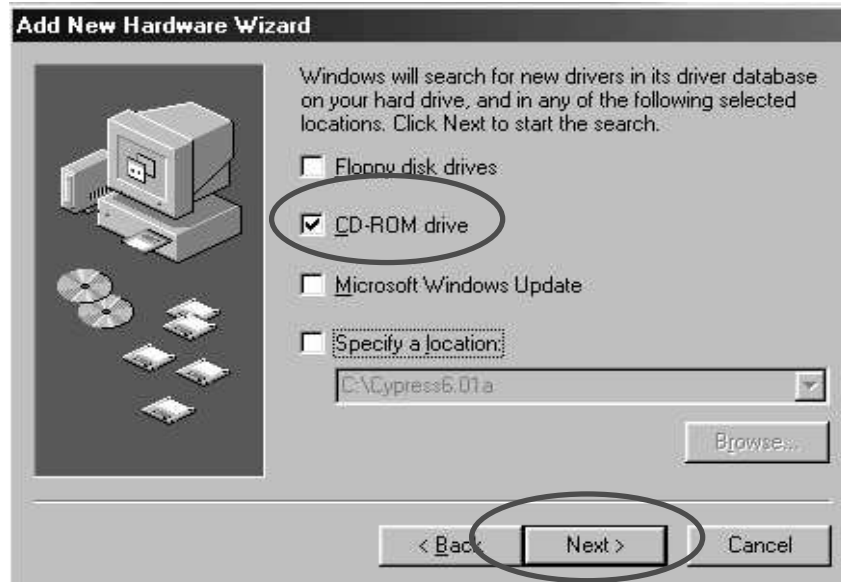 Add New Hardware Wizard
Windows will search for new drivers in its driver database
on your hard drive, and in any of the following selected
locations. Click Next to start the search.
Floppy disk drives
CD-ROM drive
Microsoft Windows Update
Specify a location:
C:\Cypress6.01a
Browse...
< Back
Next >
Cancel